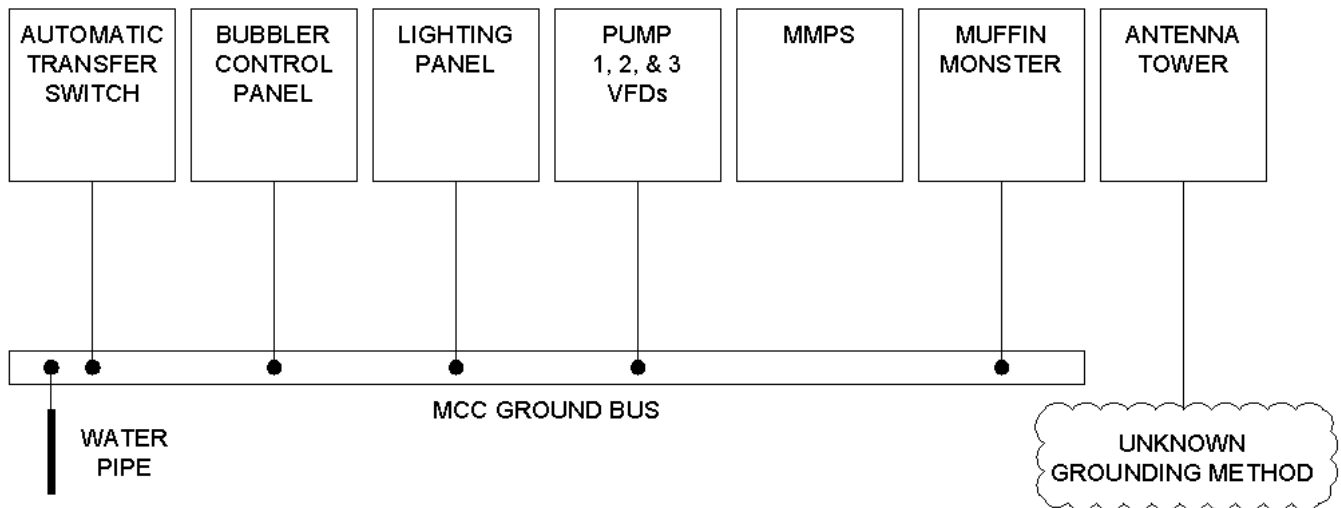 AUTOMATIC
TRANSFER
SWITCH
BUBBLER
CONTROL
PANEL
LIGHTING
PANEL
PUMP
1, 2, & 3
VFDs
MMPS
MUFFIN
MONSTER
ANTENNA
TOWER
MCC GROUND BUS
WATER
PIPE
UNKNOWN
GROUNDING METHOD